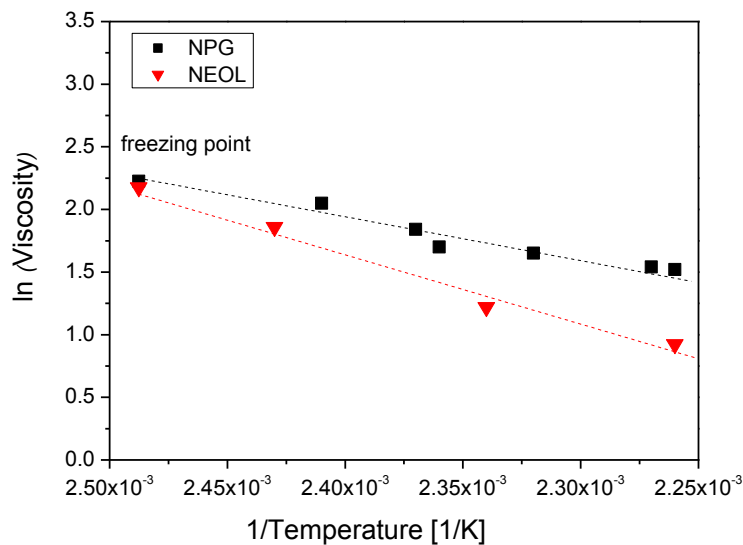 3.5
3.0
2.5
2.0
1.5
1.0
0.5
0.0
ln (Viscosity)
NPG
NEOL
freezing point
2.50x10⁻³ 2.45x10⁻³ 2.40x10⁻³ 2.35x10⁻³ 2.30x10⁻³ 2.25x10⁻³
1/Temperature [1/K]